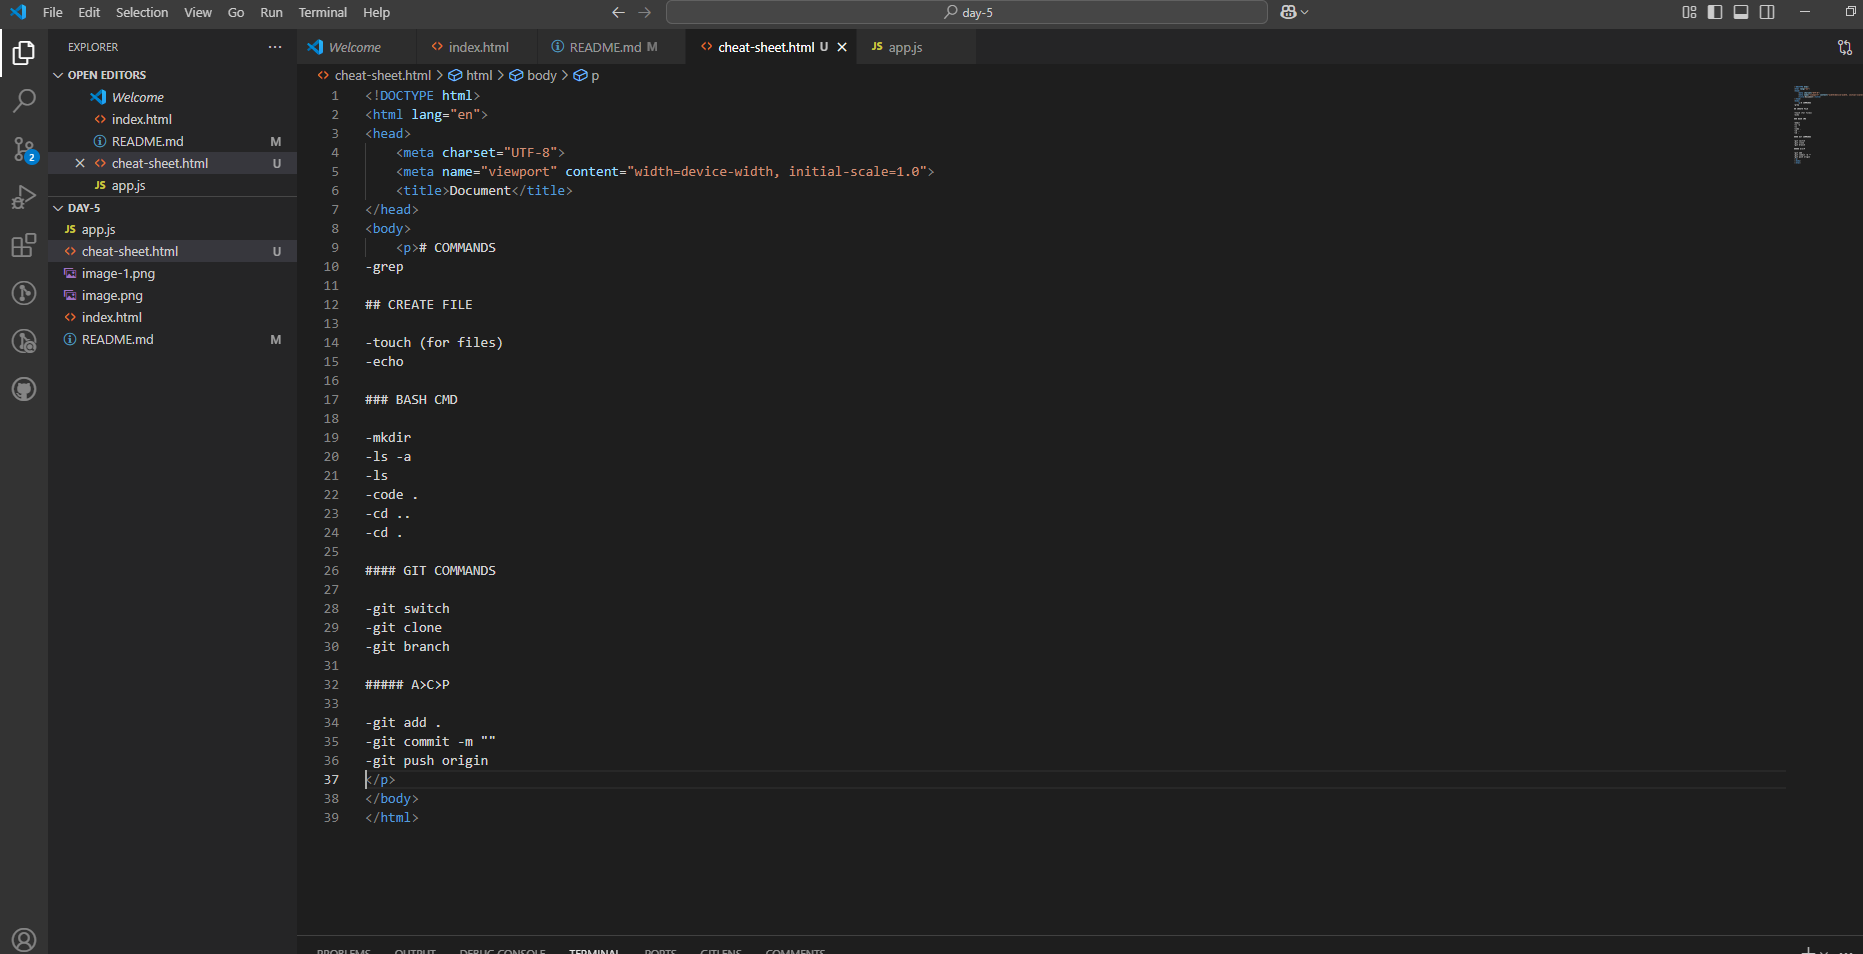 File Edit Selection View Go Run Terminal Help
day-5
EXPLORER
Welcome
index.html
README.md M
cheat-sheet.html U
JS app.js
OPEN EDITORS
Welcome
index.html
README.md M
cheat-sheet.html U
JS app.js
2
DAY-5
JS app.js
cheat-sheet.html U
image-1.png
image.png
index.html
README.md M
cheat-sheet.html > html > body > p
1 <!DOCTYPE html>
2 <html lang="en">
3 <head>
4 <meta charset="UTF-8">
5 <meta name="viewport" content="width=device-width, initial-scale=1.0">
6 <title>Document</title>
7 </head>
8 <body>
9 <p># COMMANDS
10 -grep
11
12 ## CREATE FILE
13
14 -touch (for files)
15 -echo
16
17 ### BASH CMD
18
19 -mkdir
20 -ls -a
21 -ls
22 -code .
23 -cd ..
24 -cd .
25
26 #### GIT COMMANDS
27
28 -git switch
29 -git clone
30 -git branch
31
32 ##### A>C>P
33
34 -git add .
35 -git commit -m ""
36 -git push origin
37 </p>
38 </body>
39 </html>
PROBLEMS OUTPUT DEBUG CONSOLE TERMINAL PORTS GITLENS COMMENTS